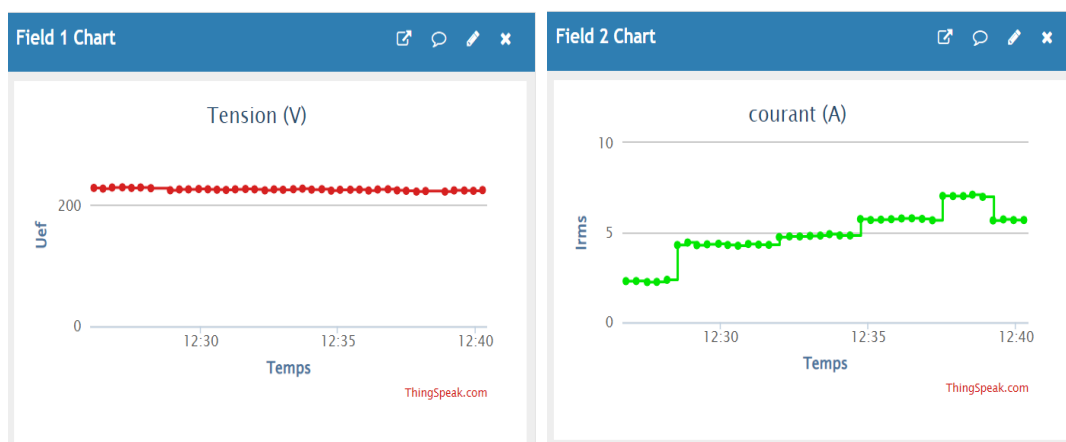 Field 1 Chart
Tension (V)
200
0
Uef
12:30 12:35 12:40
Temps
ThingSpeak.com
Field 2 Chart
courant (A)
10
5
0
Irms
12:30 12:35 12:40
Temps
ThingSpeak.com